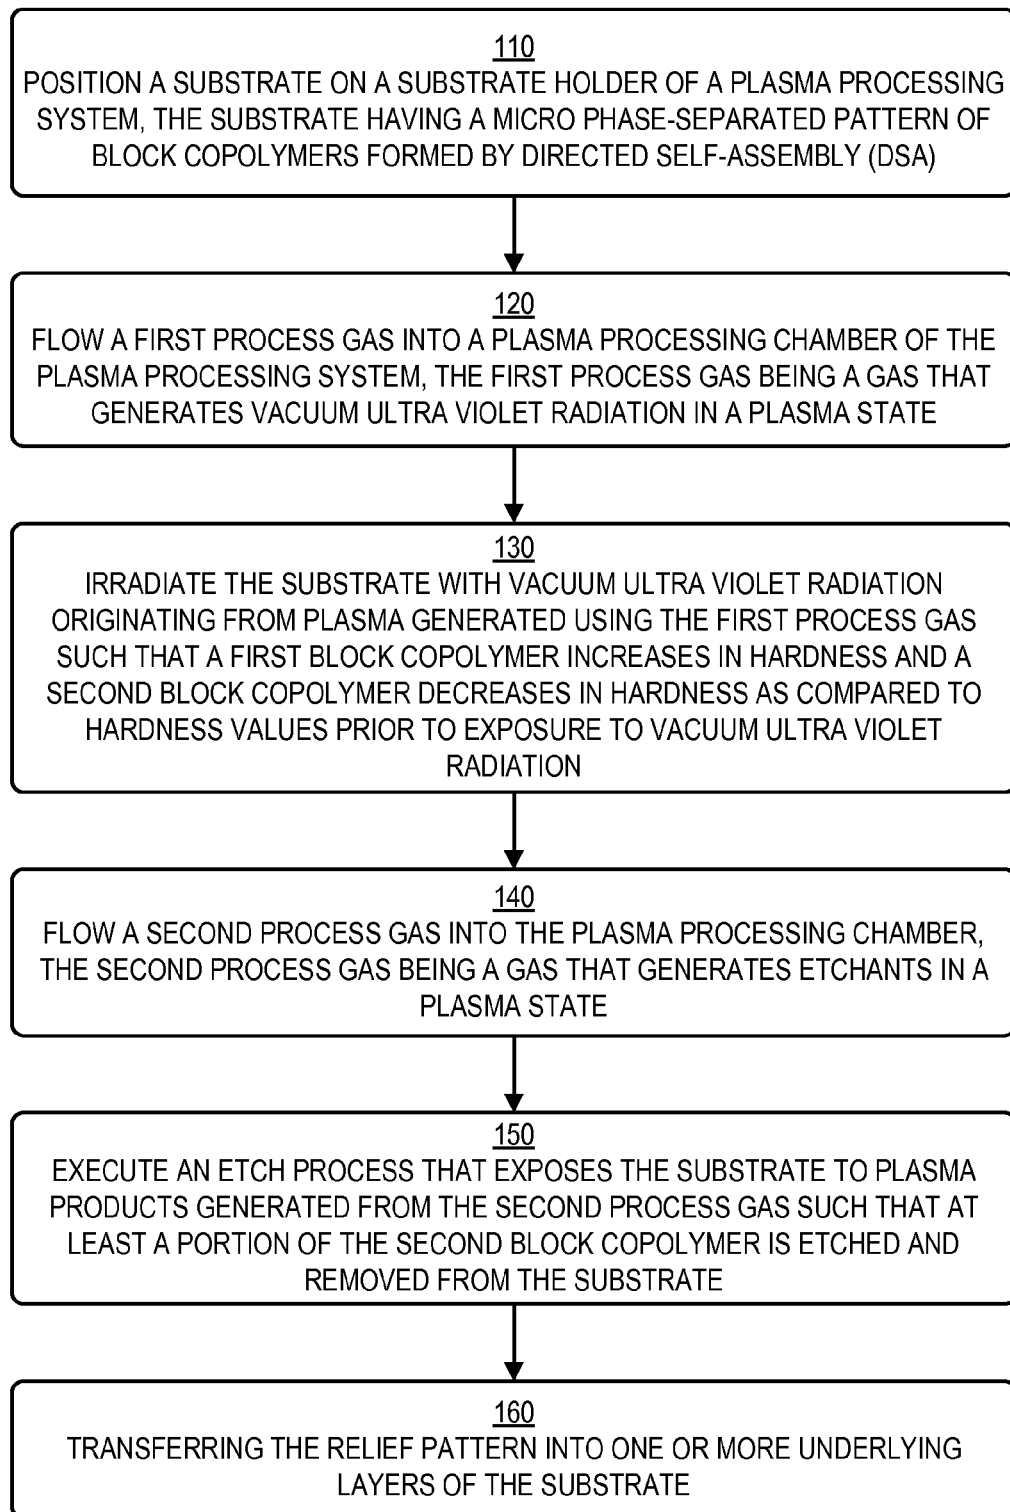 110
POSITION A SUBSTRATE ON A SUBSTRATE HOLDER OF A PLASMA PROCESSING
SYSTEM, THE SUBSTRATE HAVING A MICRO PHASE-SEPARATED PATTERN OF
BLOCK COPOLYMERS FORMED BY DIRECTED SELF-ASSEMBLY (DSA)
120
FLOW A FIRST PROCESS GAS INTO A PLASMA PROCESSING CHAMBER OF THE
PLASMA PROCESSING SYSTEM, THE FIRST PROCESS GAS BEING A GAS THAT
GENERATES VACUUM ULTRA VIOLET RADIATION IN A PLASMA STATE
130
IRRADIATE THE SUBSTRATE WITH VACUUM ULTRA VIOLET RADIATION
ORIGINATING FROM PLASMA GENERATED USING THE FIRST PROCESS GAS
SUCH THAT A FIRST BLOCK COPOLYMER INCREASES IN HARDNESS AND A
SECOND BLOCK COPOLYMER DECREASES IN HARDNESS AS COMPARED TO
HARDNESS VALUES PRIOR TO EXPOSURE TO VACUUM ULTRA VIOLET
RADIATION
140
FLOW A SECOND PROCESS GAS INTO THE PLASMA PROCESSING CHAMBER,
THE SECOND PROCESS GAS BEING A GAS THAT GENERATES ETCHANTS IN A
PLASMA STATE
150
EXECUTE AN ETCH PROCESS THAT EXPOSES THE SUBSTRATE TO PLASMA
PRODUCTS GENERATED FROM THE SECOND PROCESS GAS SUCH THAT AT
LEAST A PORTION OF THE SECOND BLOCK COPOLYMER IS ETCHED AND
REMOVED FROM THE SUBSTRATE
160
TRANSFERRING THE RELIEF PATTERN INTO ONE OR MORE UNDERLYING
LAYERS OF THE SUBSTRATE